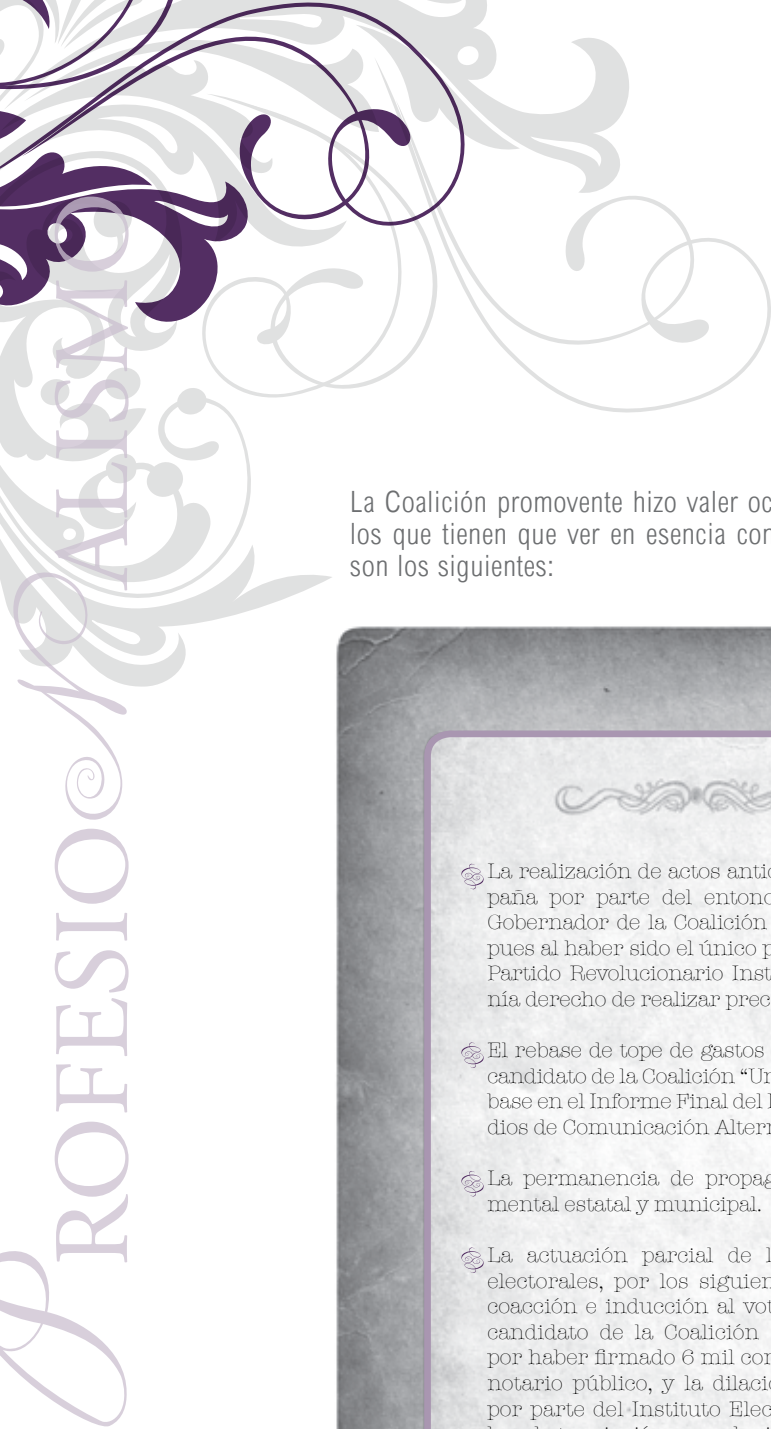 PROFESIONALISMO
La Coalición promovente hizo valer oc
los que tienen que ver en esencia con
son los siguientes:
La realización de actos antic
paña por parte del entonc
Gobernador de la Coalición
pues al haber sido el único p
Partido Revolucionario Inst
nía derecho de realizar prec
El rebase de tope de gastos
candidato de la Coalición “Un
base en el Informe Final del
dios de Comunicación Altern
La permanencia de propag
mental estatal y municipal.
La actuación parcial de l
electorales, por los siguien
coacción e inducción al vot
candidato de la Coalición
por haber firmado 6 mil con
notario público, y la dilació
por parte del Instituto Elec